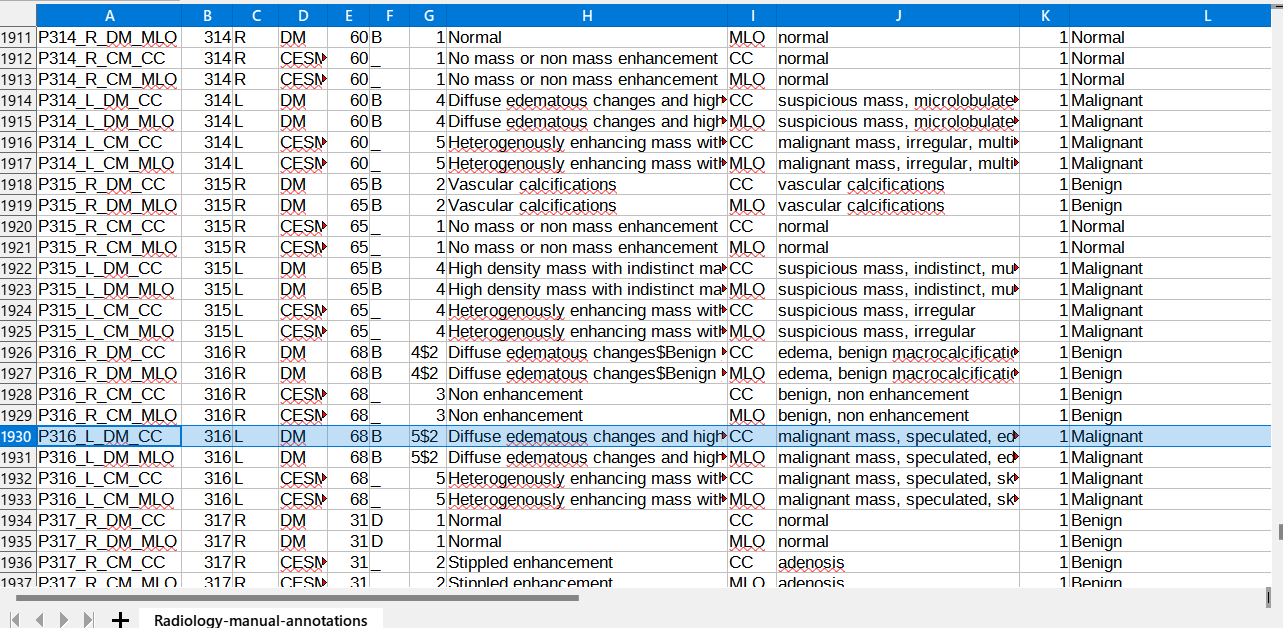 A B C D E F G H I J K L
1911 P314_R_DM_MLO 314 R DM 60 B 1 Normal MLO normal 1 Normal
1912 P314_R_CM_CC 314 R CESM 60 _ 1 No mass or non mass enhancement CC normal 1 Normal
1913 P314_R_CM_MLO 314 R CESM 60 _ 1 No mass or non mass enhancement MLO normal 1 Normal
1914 P314_L_DM_CC 314 L DM 60 B 4 Diffuse edematous changes and high CC suspicious mass, microlobulate 1 Malignant
1915 P314_L_DM_MLO 314 L DM 60 B 4 Diffuse edematous changes and high MLO suspicious mass, microlobulate 1 Malignant
1916 P314_L_CM_CC 314 L CESM 60 _ 5 Heterogenously enhancing mass with CC malignant mass, irregular, multi 1 Malignant
1917 P314_L_CM_MLO 314 L CESM 60 _ 5 Heterogenously enhancing mass with MLO malignant mass, irregular, multi 1 Malignant
1918 P315_R_DM_CC 315 R DM 65 B 2 Vascular calcifications CC vascular calcifications 1 Benign
1919 P315_R_DM_MLO 315 R DM 65 B 2 Vascular calcifications MLO vascular calcifications 1 Benign
1920 P315_R_CM_CC 315 R CESM 65 _ 1 No mass or non mass enhancement CC normal 1 Normal
1921 P315_R_CM_MLO 315 R CESM 65 _ 1 No mass or non mass enhancement MLO normal 1 Normal
1922 P315_L_DM_CC 315 L DM 65 B 4 High density mass with indistinct ma CC suspicious mass, indistinct, mu 1 Malignant
1923 P315_L_DM_MLO 315 L DM 65 B 4 High density mass with indistinct ma MLO suspicious mass, indistinct, mu 1 Malignant
1924 P315_L_CM_CC 315 L CESM 65 _ 4 Heterogenously enhancing mass with CC suspicious mass, irregular 1 Malignant
1925 P315_L_CM_MLO 315 L CESM 65 _ 4 Heterogenously enhancing mass with MLO suspicious mass, irregular 1 Malignant
1926 P316_R_DM_CC 316 R DM 68 B 4$2 Diffuse edematous changes$Benign CC edema, benign macrocalcificatio 1 Benign
1927 P316_R_DM_MLO 316 R DM 68 B 4$2 Diffuse edematous changes$Benign MLO edema, benign macrocalcificatio 1 Benign
1928 P316_R_CM_CC 316 R CESM 68 _ 3 Non enhancement CC benign, non enhancement 1 Benign
1929 P316_R_CM_MLO 316 R CESM 68 _ 3 Non enhancement MLO benign, non enhancement 1 Benign
1930 P316_L_DM_CC 316 L DM 68 B 5$2 Diffuse edematous changes and high CC malignant mass, speculated, ed 1 Malignant
1931 P316_L_DM_MLO 316 L DM 68 B 5$2 Diffuse edematous changes and high MLO malignant mass, speculated, ed 1 Malignant
1932 P316_L_CM_CC 316 L CESM 68 _ 5 Heterogenously enhancing mass with CC malignant mass, speculated, sk 1 Malignant
1933 P316_L_CM_MLO 316 L CESM 68 _ 5 Heterogenously enhancing mass with MLO malignant mass, speculated, sk 1 Malignant
1934 P317_R_DM_CC 317 R DM 31 D 1 Normal CC normal 1 Benign
1935 P317_R_DM_MLO 317 R DM 31 D 1 Normal MLO normal 1 Benign
1936 P317_R_CM_CC 317 R CESM 31 _ 2 Stippled enhancement CC adenosis 1 Benign
1937 P317_R_CM_MLO 317 R CESM 31 2 Stippled enhancement MLO adenosis 1 Benign
Radiology-manual-annotations